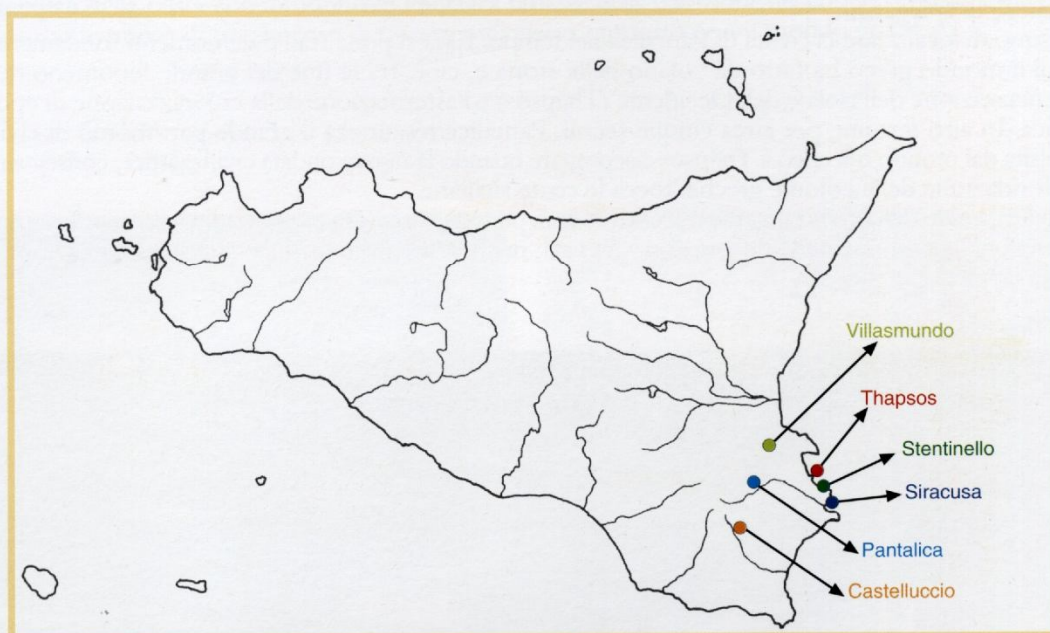 Villasmundo
Thapsos
Stentinello
Siracusa
Pantalica
Castelluccio